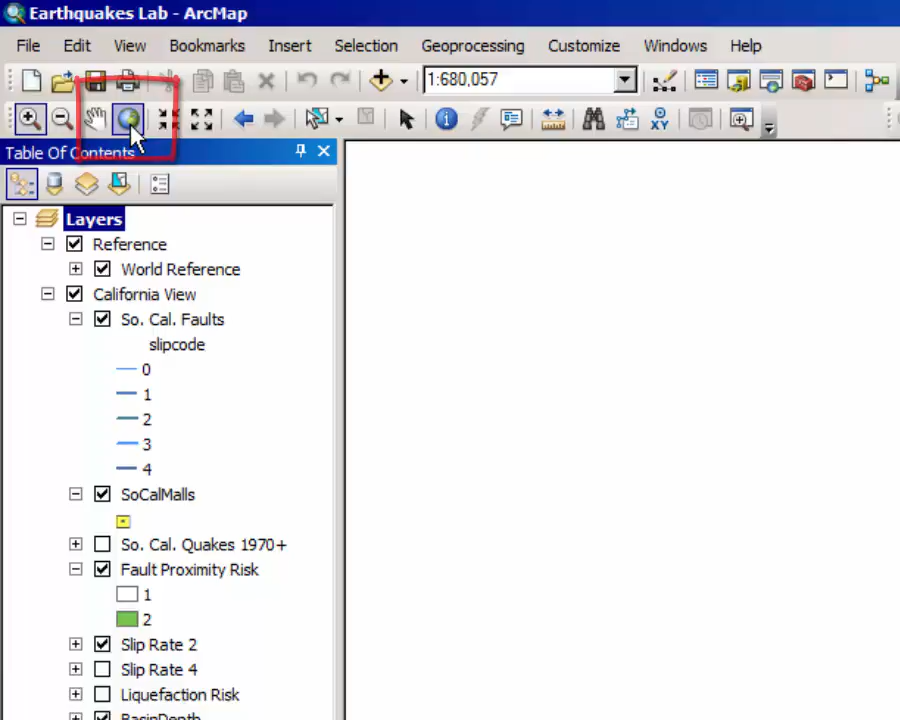 Earthquakes Lab - ArcMap
File Edit View Bookmarks Insert Selection Geoprocessing Customize Windows Help
1:680,057
XY
Table Of Contents
Layers
Reference
World Reference
California View
So. Cal. Faults
slipcode
0
1
2
3
4
SoCalMalls
So. Cal. Quakes 1970+
Fault Proximity Risk
1
2
Slip Rate 2
Slip Rate 4
Liquefaction Risk
BasinDepth